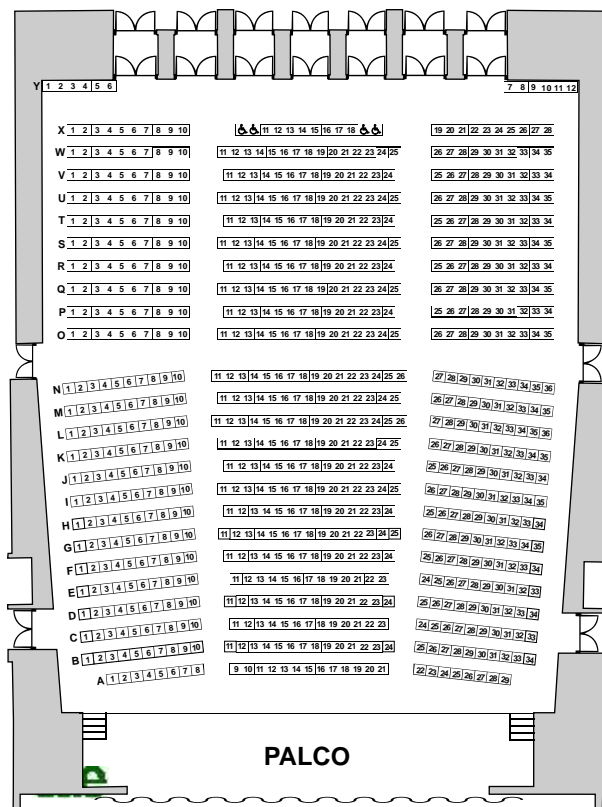 Y 1 2 3 4 5 6 7 8 9 10 11 12
X 1 2 3 4 5 6 7 8 9 10 11 12 13 14 15 16 17 18 19 20 21 22 23 24 25 26 27 28
W 1 2 3 4 5 6 7 8 9 10 11 12 13 14 15 16 17 18 19 20 21 22 23 24 25 26 27 28 29 30 31 32 33 34 35
V 1 2 3 4 5 6 7 8 9 10 11 12 13 14 15 16 17 18 19 20 21 22 23 24 25 26 27 28 29 30 31 32 33 34
U 1 2 3 4 5 6 7 8 9 10 11 12 13 14 15 16 17 18 19 20 21 22 23 24 25 26 27 28 29 30 31 32 33 34 35
T 1 2 3 4 5 6 7 8 9 10 11 12 13 14 15 16 17 18 19 20 21 22 23 24 25 26 27 28 29 30 31 32 33 34
S 1 2 3 4 5 6 7 8 9 10 11 12 13 14 15 16 17 18 19 20 21 22 23 24 25 26 27 28 29 30 31 32 33 34 35
R 1 2 3 4 5 6 7 8 9 10 11 12 13 14 15 16 17 18 19 20 21 22 23 24 25 26 27 28 29 30 31 32 33 34
Q 1 2 3 4 5 6 7 8 9 10 11 12 13 14 15 16 17 18 19 20 21 22 23 24 25 26 27 28 29 30 31 32 33 34 35
P 1 2 3 4 5 6 7 8 9 10 11 12 13 14 15 16 17 18 19 20 21 22 23 24 25 26 27 28 29 30 31 32 33 34
O 1 2 3 4 5 6 7 8 9 10 11 12 13 14 15 16 17 18 19 20 21 22 23 24 25 26 27 28 29 30 31 32 33 34 35
N 1 2 3 4 5 6 7 8 9 10 11 12 13 14 15 16 17 18 19 20 21 22 23 24 25 26 27 28 29 30 31 32 33 34 35 36
M 1 2 3 4 5 6 7 8 9 10 11 12 13 14 15 16 17 18 19 20 21 22 23 24 25 26 27 28 29 30 31 32 33 34 35
L 1 2 3 4 5 6 7 8 9 10 11 12 13 14 15 16 17 18 19 20 21 22 23 24 25 26 27 28 29 30 31 32 33 34 35 36
K 1 2 3 4 5 6 7 8 9 10 11 12 13 14 15 16 17 18 19 20 21 22 23 24 25 26 27 28 29 30 31 32 33 34 35
J 1 2 3 4 5 6 7 8 9 10 11 12 13 14 15 16 17 18 19 20 21 22 23 24 25 26 27 28 29 30 31 32 33 34
I 1 2 3 4 5 6 7 8 9 10 11 12 13 14 15 16 17 18 19 20 21 22 23 24 25 26 27 28 29 30 31 32 33 34 35
H 1 2 3 4 5 6 7 8 9 10 11 12 13 14 15 16 17 18 19 20 21 22 23 24 25 26 27 28 29 30 31 32 33 34
G 1 2 3 4 5 6 7 8 9 10 11 12 13 14 15 16 17 18 19 20 21 22 23 24 25 26 27 28 29 30 31 32 33 34 35
F 1 2 3 4 5 6 7 8 9 10 11 12 13 14 15 16 17 18 19 20 21 22 23 24 25 26 27 28 29 30 31 32 33 34
E 1 2 3 4 5 6 7 8 9 10 11 12 13 14 15 16 17 18 19 20 21 22 23 24 25 26 27 28 29 30 31 32 33
D 1 2 3 4 5 6 7 8 9 10 11 12 13 14 15 16 17 18 19 20 21 22 23 24 25 26 27 28 29 30 31 32 33 34
C 1 2 3 4 5 6 7 8 9 10 11 12 13 14 15 16 17 18 19 20 21 22 23 24 25 26 27 28 29 30 31 32 33
B 1 2 3 4 5 6 7 8 9 10 11 12 13 14 15 16 17 18 19 20 21 22 23 24 25 26 27 28 29 30 31 32 33 34
A 1 2 3 4 5 6 7 8 9 10 11 12 13 14 15 16 17 18 19 20 21 22 23 24 25 26 27 28 29
PALCO